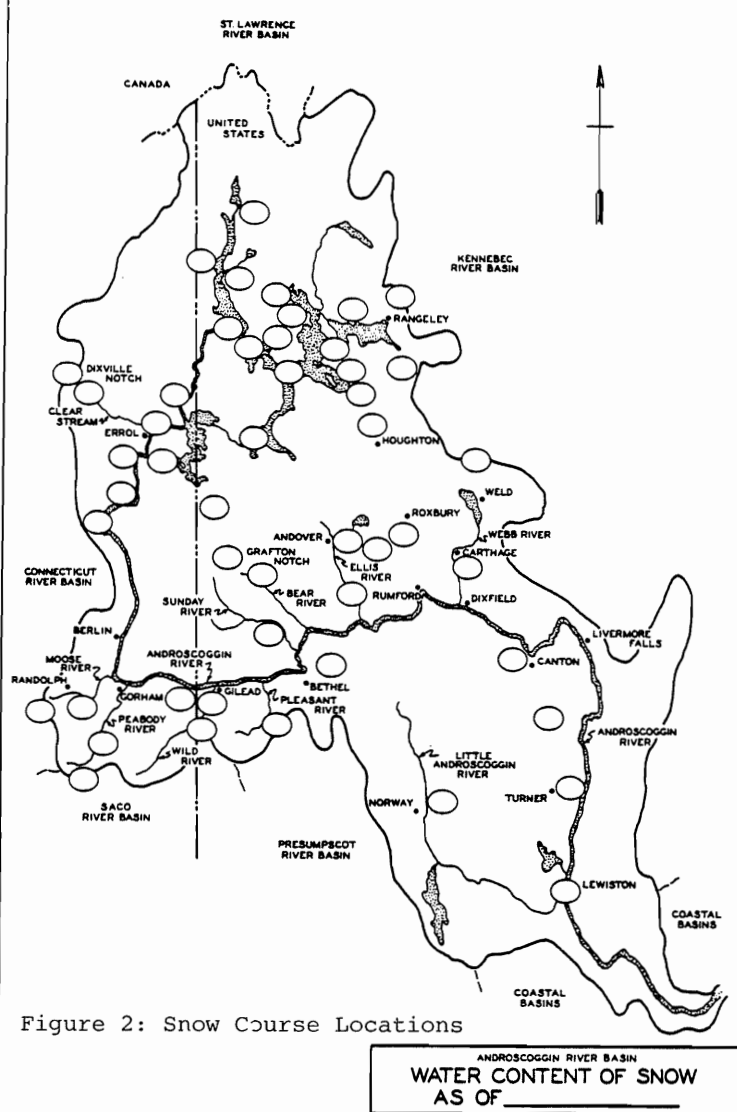 ST. LAWRENCE
RIVER BASIN
CANADA
UNITED
STATES
KENNEBEC
RIVER BASIN
RANGELEY
DIXVILLE
NOTCH
CLEAR
STREAM
ERROL
HOUGHTON
WELD
ROXBURY
WEBB RIVER
ANDOVER
CARTHAGE
GRAFTON
NOTCH
ELLIS
RIVER
CONNECTICUT
RIVER BASIN
BEAR
RIVER
RUMFORD
DIXFIELD
SUNDAY
RIVER
BERLIN
LIVERMORE
FALLS
MOOSE
RIVER
ANDROSCOGGIN
RIVER
CANTON
RANDOLPH
GORHAM
GILEAD
BETHEL
PLEASANT
RIVER
PEABODY
RIVER
WILD
RIVER
ANDROSCOGGIN
RIVER
LITTLE
ANDROSCOGGIN
RIVER
SACO
RIVER BASIN
NORWAY
TURNER
PRESUMPSCOT
RIVER BASIN
LEWISTON
COASTAL
BASINS
COASTAL
BASINS
Figure 2: Snow Course Locations
ANDROSCOGGIN RIVER BASIN
WATER CONTENT OF SNOW
AS OF